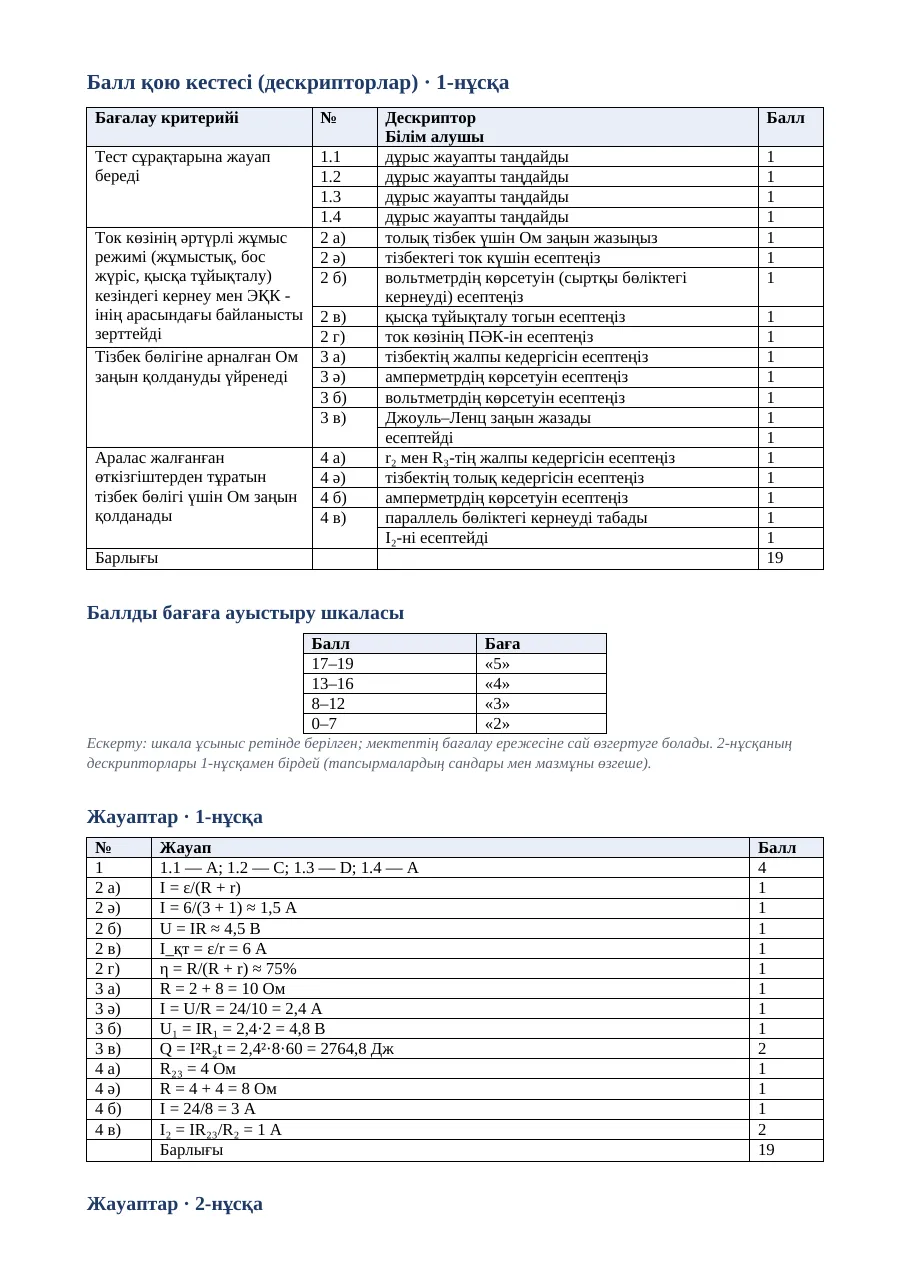 Балл қою кестесі (дескрипторлар) · 1-нұсқа
Бағалау критерийі № Дескриптор Балл
Білім алушы
Тест сұрақтарына жауап 1.1 дұрыс жауапты таңдайды 1
береді 1.2 дұрыс жауапты таңдайды 1
1.3 дұрыс жауапты таңдайды 1
1.4 дұрыс жауапты таңдайды 1
Ток көзінің әртүрлі жұмыс 2 а) толық тізбек үшін Ом заңын жазыңыз 1
режимі (жұмыстық, бос 2 ә) тізбектегі ток күшін есептеңіз 1
жүріс, қысқа тұйықталу) 2 б) вольтметрдің көрсетуін (сыртқы бөліктегі 1
кезіндегі кернеу мен ЭҚК - кернеуді) есептеңіз
інің арасындағы байланысты 2 в) қысқа тұйықталу тогын есептеңіз 1
зерттейді 2 г) ток көзінің ПӘК-ін есептеңіз 1
Тізбек бөлігіне арналған Ом 3 а) тізбектің жалпы кедергісін есептеңіз 1
заңын қолдануды үйренеді 3 ә) амперметрдің көрсетуін есептеңіз 1
3 б) вольтметрдің көрсетуін есептеңіз 1
3 в) Джоуль–Ленц заңын жазады 1
есептейді 1
Аралас жалғанған 4 а) r₂ мен R₃-тің жалпы кедергісін есептеңіз 1
өткізгіштерден тұратын 4 ә) тізбектің толық кедергісін есептеңіз 1
тізбек бөлігі үшін Ом заңын 4 б) амперметрдің көрсетуін есептеңіз 1
қолданады 4 в) параллель бөліктегі кернеуді табады 1
I₂-ні есептейді 1
Барлығы 19
Баллды бағаға ауыстыру шкаласы
Балл Баға
17–19 «5»
13–16 «4»
8–12 «3»
0–7 «2»
Ескерту: шкала ұсыныс ретінде берілген; мектептің бағалау ережесіне сай өзгертуге болады. 2-нұсқаның
дескрипторлары 1-нұсқамен бірдей (тапсырмалардың сандары мен мазмұны өзгеше).
Жауаптар · 1-нұсқа
№ Жауап Балл
1 1.1 — A; 1.2 — C; 1.3 — D; 1.4 — A 4
2 а) I = ε/(R + r) 1
2 ә) I = 6/(3 + 1) ≈ 1,5 А 1
2 б) U = IR ≈ 4,5 В 1
2 в) I_қт = ε/r = 6 А 1
2 г) η = R/(R + r) ≈ 75% 1
3 а) R = 2 + 8 = 10 Ом 1
3 ә) I = U/R = 24/10 = 2,4 А 1
3 б) U₁ = IR₁ = 2,4·2 = 4,8 В 1
3 в) Q = I²R₂t = 2,4²·8·60 = 2764,8 Дж 2
4 а) R₂₃ = 4 Ом 1
4 ә) R = 4 + 4 = 8 Ом 1
4 б) I = 24/8 = 3 А 1
4 в) I₂ = IR₂₃/R₂ = 1 А 2
Барлығы 19
Жауаптар · 2-нұсқа